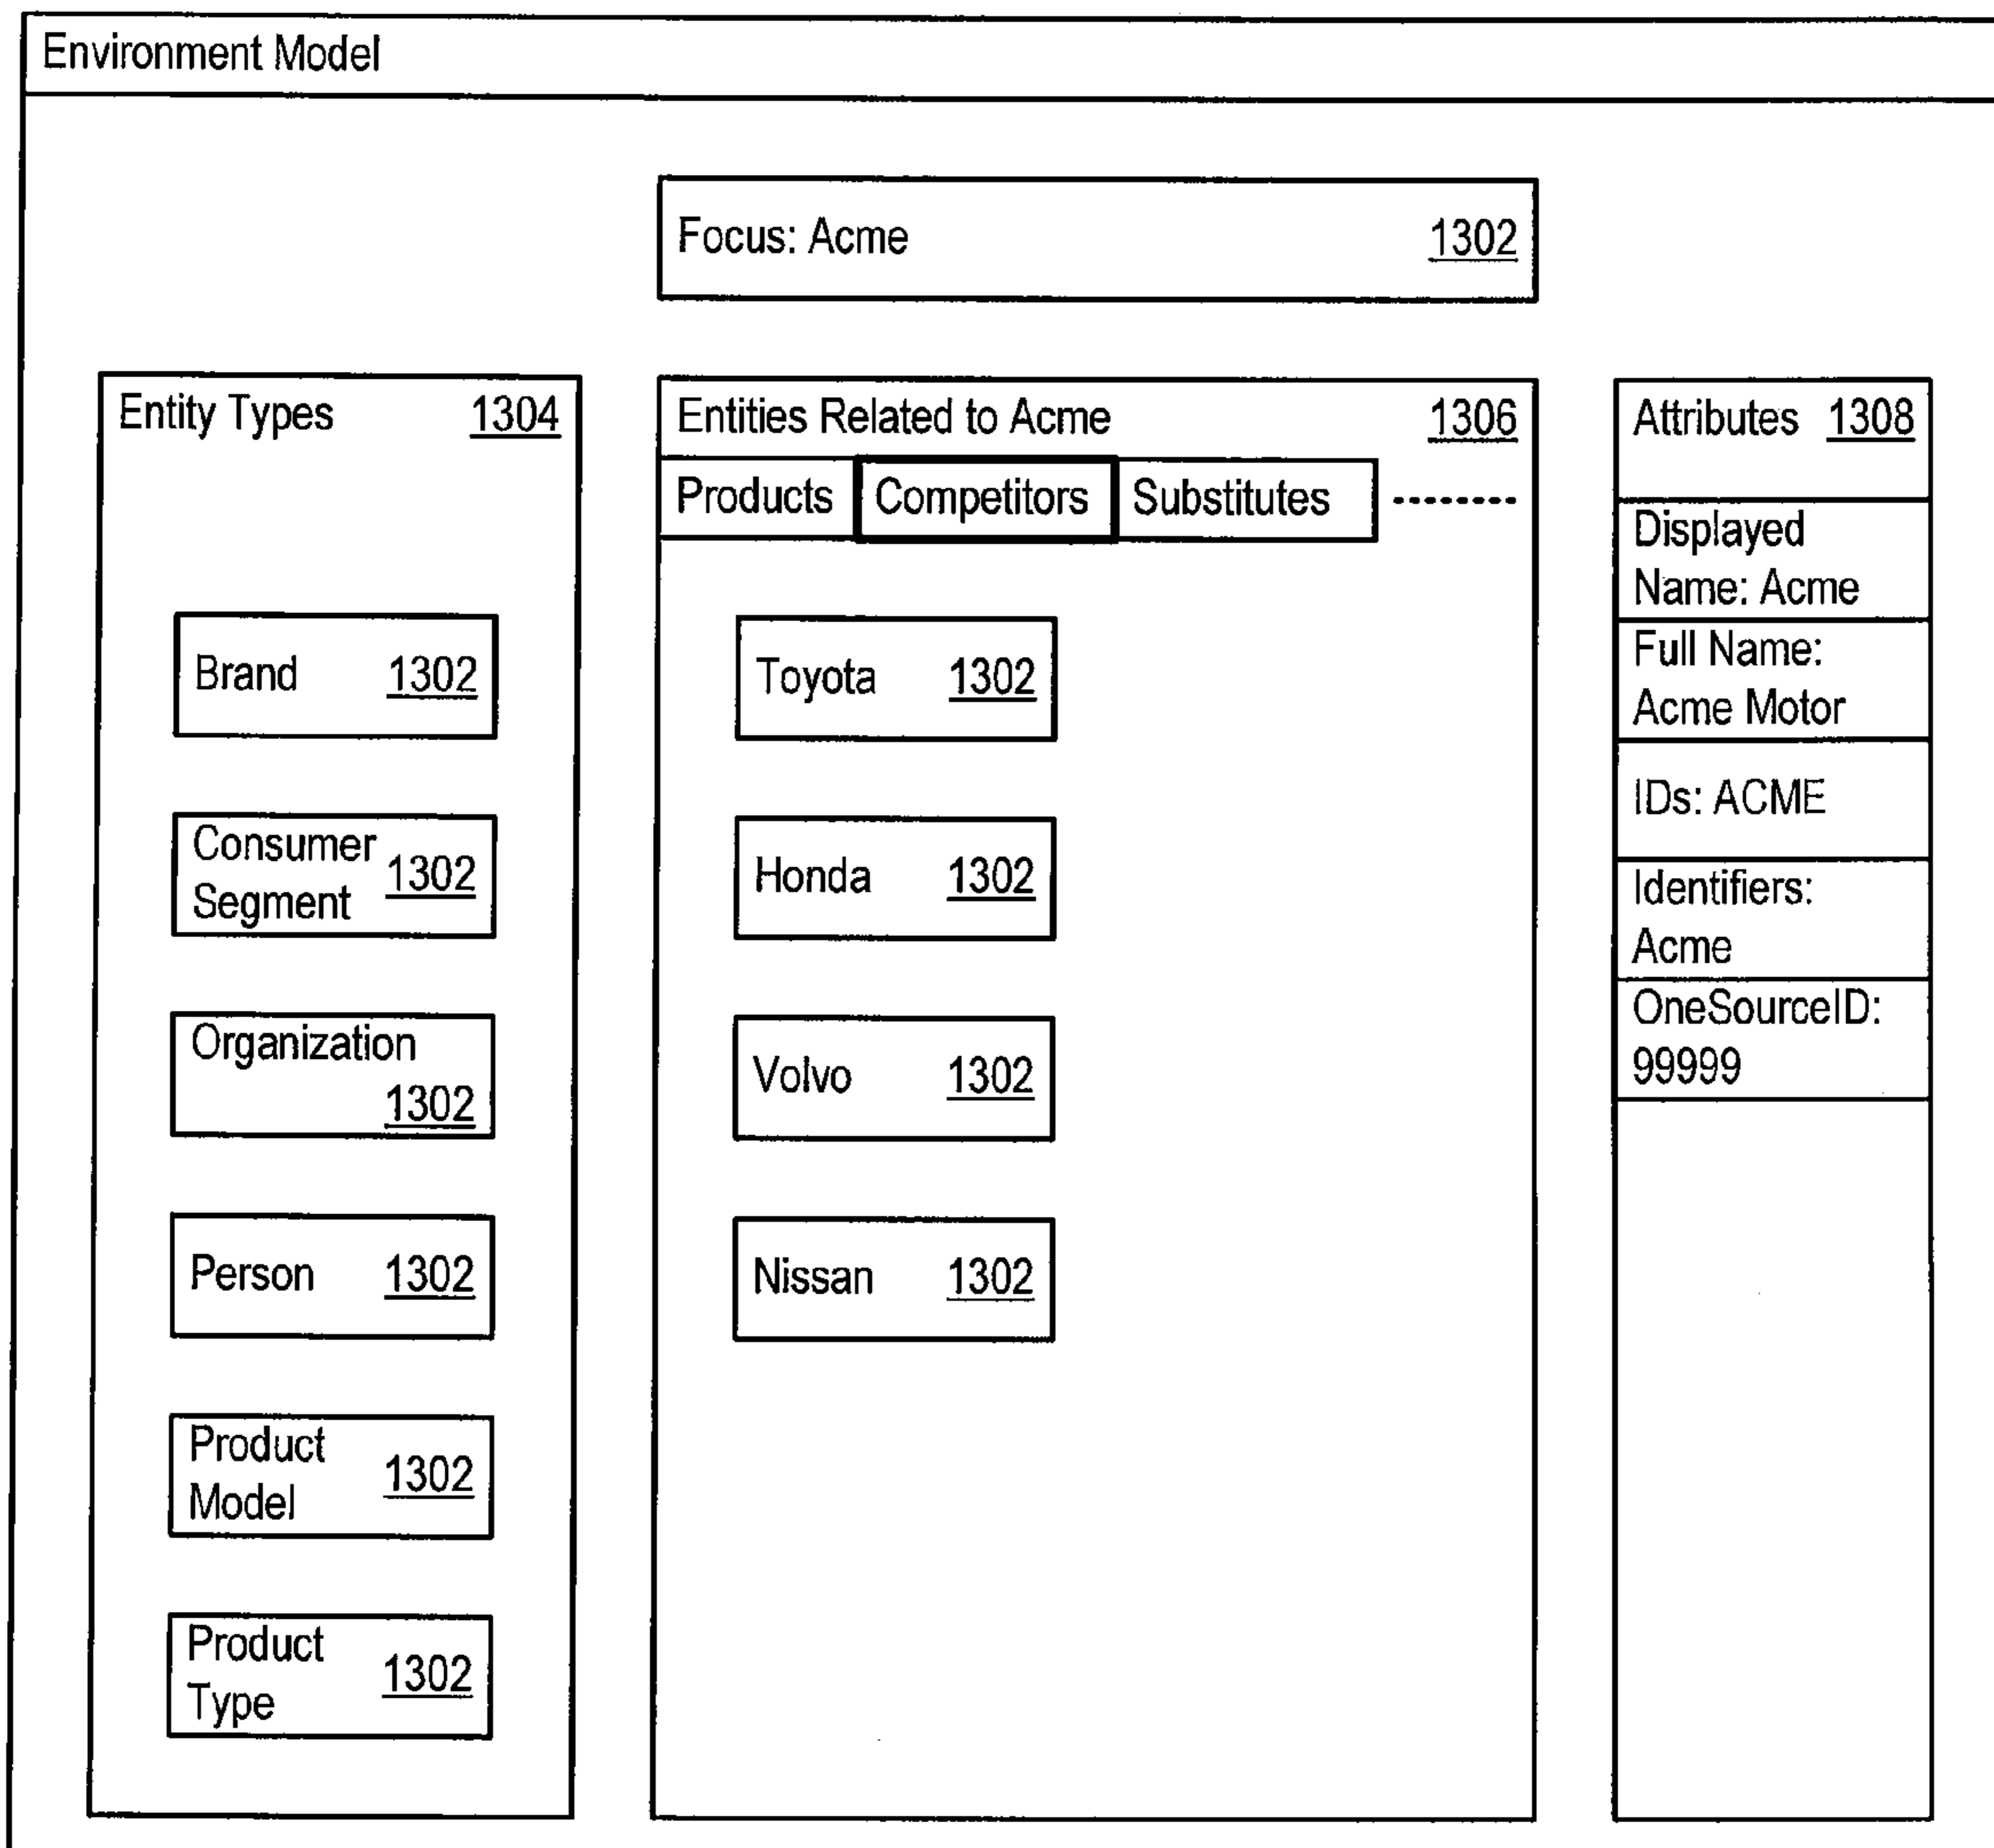 Environment Model
Focus: Acme 1302
Entity Types 1304
Brand 1302
Consumer
Segment 1302
Organization
1302
Person 1302
Product
Model 1302
Product
Type 1302
Entities Related to Acme 1306
Products Competitors Substitutes
Toyota 1302
Honda 1302
Volvo 1302
Nissan 1302
Attributes 1308
Displayed
Name: Acme
Full Name:
Acme Motor
IDs: ACME
Identifiers:
Acme
OneSourceID:
99999